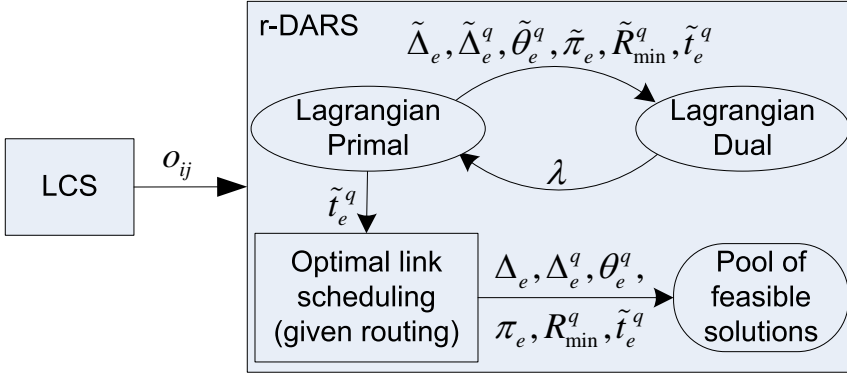 r-DARS
Δ̃_e, Δ̃_e^q, θ̃_e^q, π̃_e, R̃_min^q, t̃_e^q
Lagrangian
Primal
Lagrangian
Dual
LCS
o_ij
λ
t̃_e^q
Optimal link
scheduling
(given routing)
Δ_e, Δ_e^q, θ_e^q,
π_e, R_min^q, t̃_e^q
Pool of
feasible
solutions